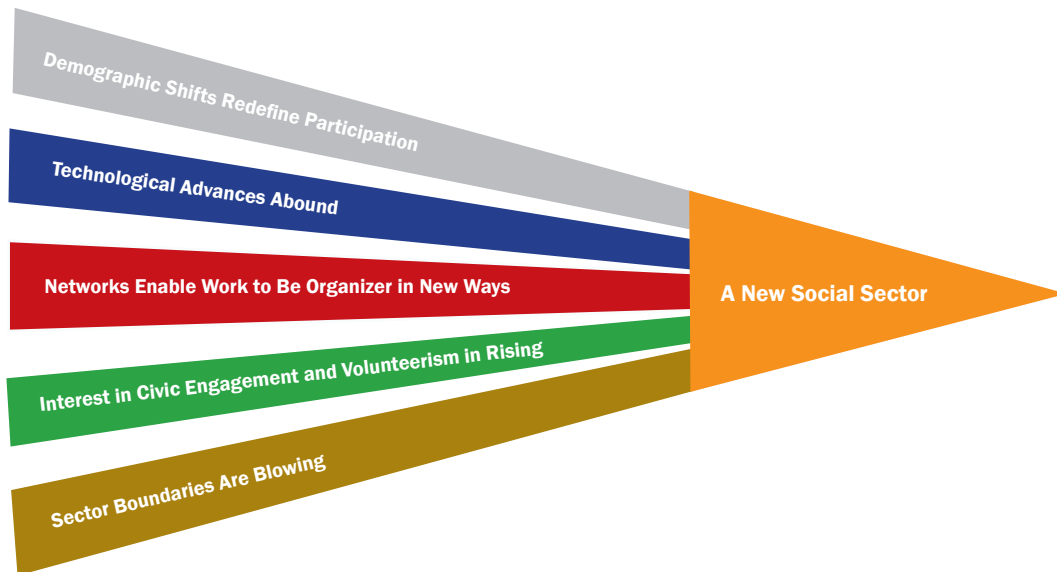 Demographic Shifts Redefine Participation
Technological Advances Abound
Networks Enable Work to Be Organizer in New Ways
A New Social Sector
Interest in Civic Engagement and Volunteerism in Rising
Sector Boundaries Are Blowing